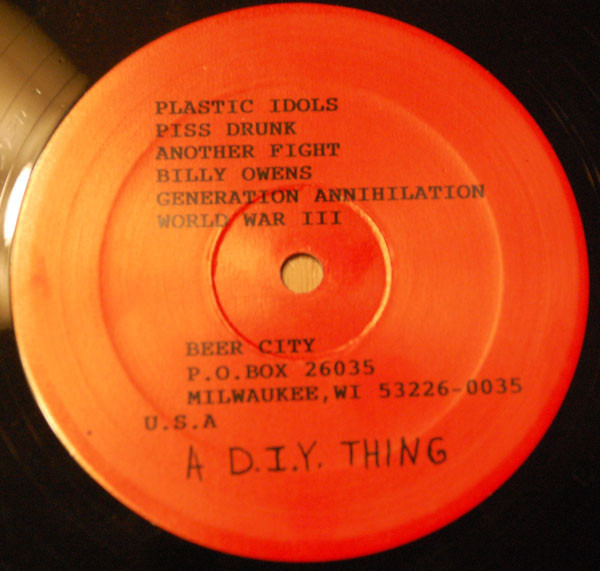 PLASTIC IDOLS
PISS DRUNK
ANOTHER FIGHT
BILLY OWENS
GENERATION ANNIHILATION
WORLD WAR III
BEER CITY
P.O.BOX 26035
MILWAUKEE,WI 53226-0035
U.S.A
A D.I.Y. THING